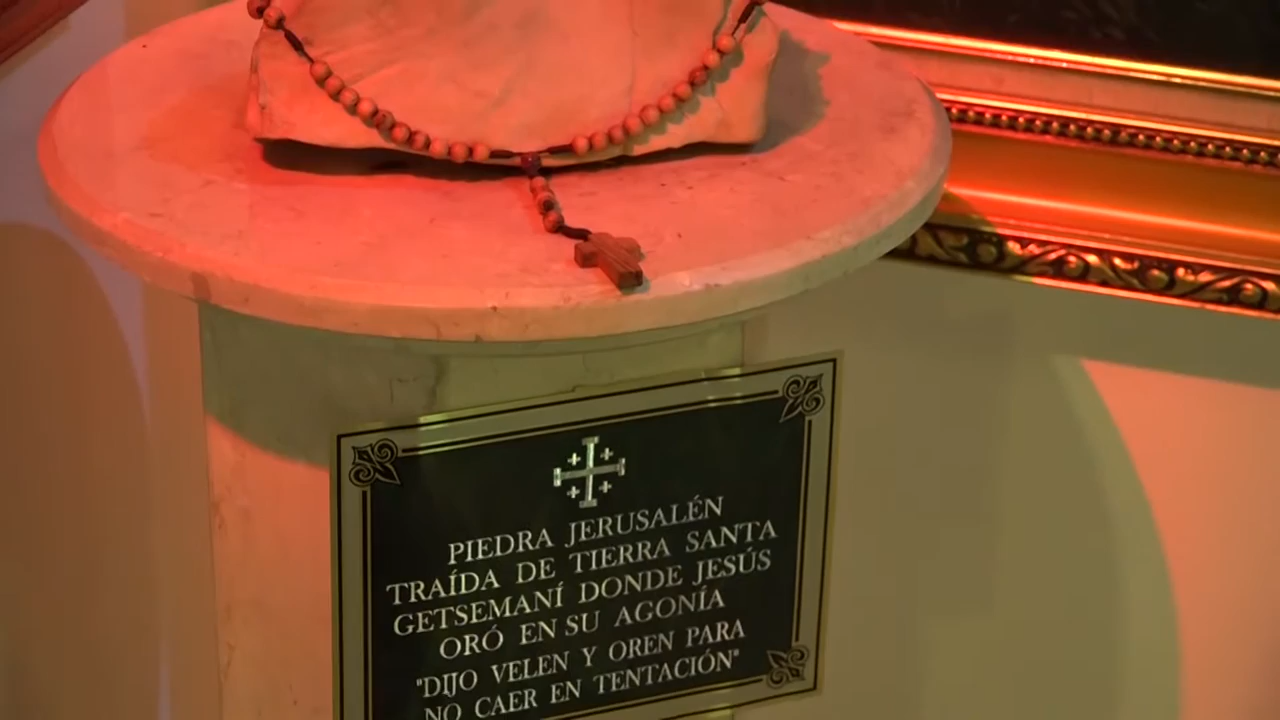 PIEDRA JERUSALÉN
TRAÍDA DE TIERRA SANTA
GETSEMANÍ DONDE JESÚS
ORÓ EN SU AGONÍA
"DIJO VELEN Y OREN PARA
NO CAER EN TENTACIÓN"